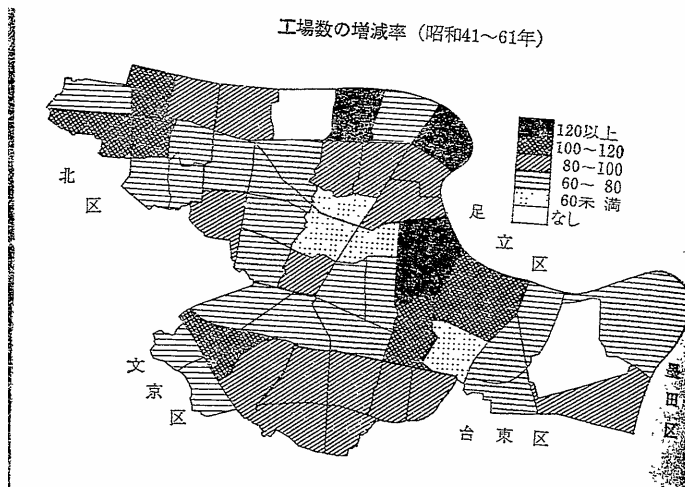 工場数の増減率 (昭和41~61年)
120以上
100~120
80~100
60~ 80
60未満
なし
北区
足立区
文京区
台東区
墨田区